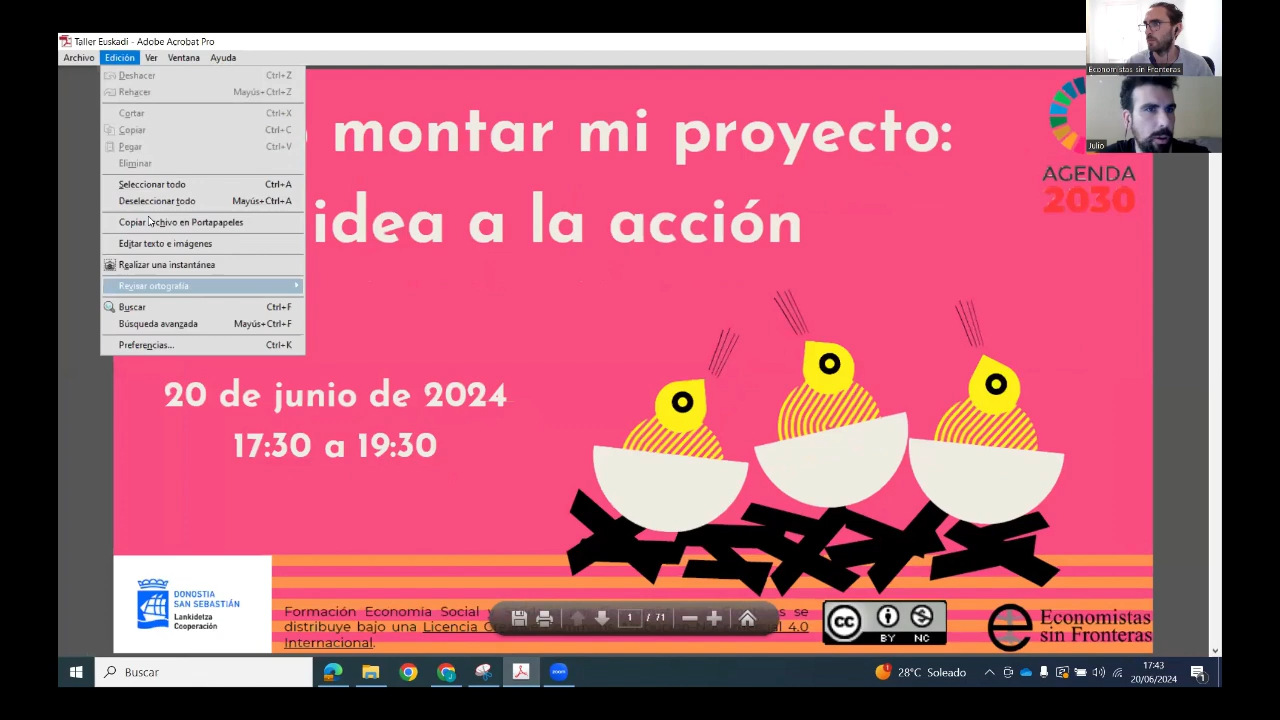 Taller Euskadi - Adobe Acrobat Pro
Archivo Edición Ver Ventana Ayuda
Deshacer Ctrl+Z
Rehacer Mayús+Ctrl+Z
Cortar Ctrl+X
Copiar Ctrl+C
Pegar Ctrl+V
Eliminar
Seleccionar todo Ctrl+A
Deseleccionar todo Mayús+Ctrl+A
Copiar archivo en Portapapeles
Editar texto e imágenes
Realizar una instantánea
Revisar ortografía
Buscar Ctrl+F
Búsqueda avanzada Mayús+Ctrl+F
Preferencias... Ctrl+K
montar mi proyecto:
idea a la acción
Economistas sin Fronteras
Julio
AGENDA
2030
20 de junio de 2024
17:30 a 19:30
DONOSTIA
SAN SEBASTIÁN
Lankidetza
Cooperación
Formación Economía Social y
distribuye bajo una Licencia
Internacional.
s se
4.0
1 / 71
CC BY NC
Economistas
sin Fronteras
Buscar
zoom
28°C Soleado
17:43
20/06/2024
1